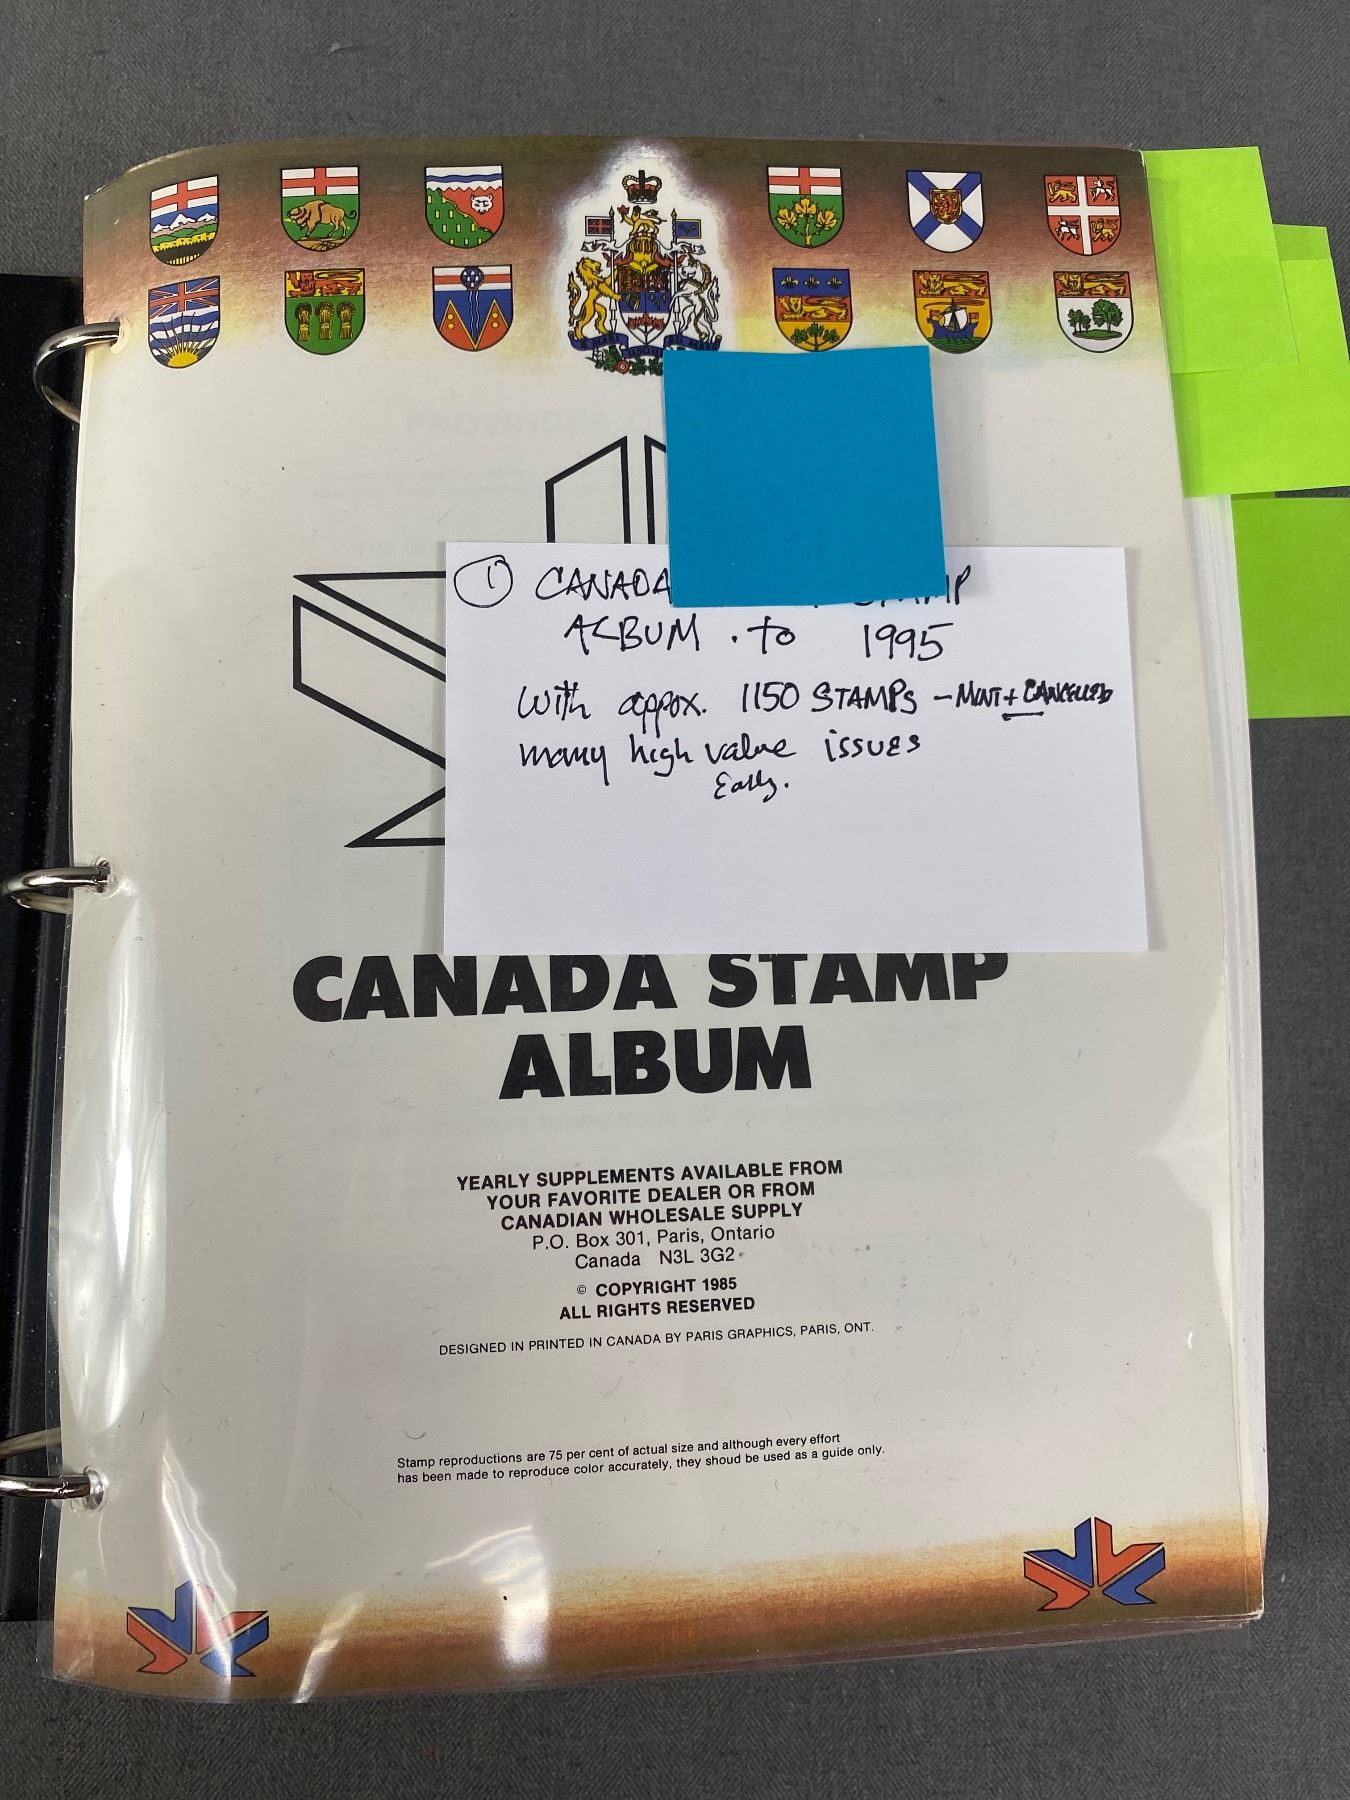 ① CANADA STAMP
ALBUM . to 1995
With approx. 1150 STAMPS – MINT + CANCELLED
many high value issues
Early.
CANADA STAMP
ALBUM
YEARLY SUPPLEMENTS AVAILABLE FROM
YOUR FAVORITE DEALER OR FROM
CANADIAN WHOLESALE SUPPLY
P.O. Box 301, Paris, Ontario
Canada N3L 3G2
© COPYRIGHT 1985
ALL RIGHTS RESERVED
DESIGNED IN PRINTED IN CANADA BY PARIS GRAPHICS, PARIS, ONT.
Stamp reproductions are 75 per cent of actual size and although every effort
has been made to reproduce color accurately, they shoud be used as a guide only.